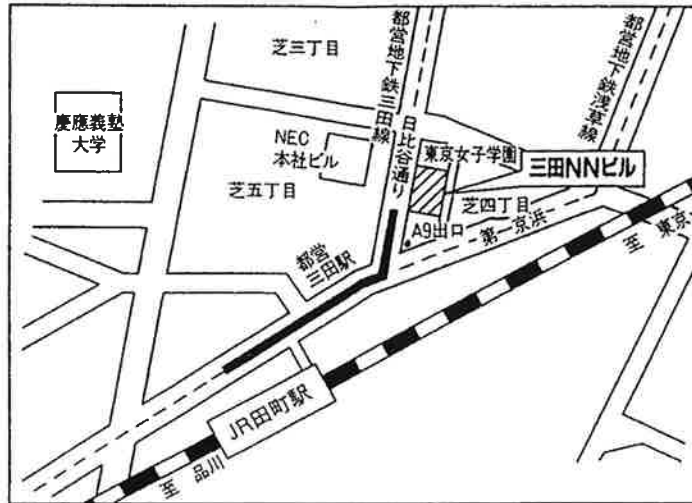 芝三丁目
都営地下鉄三田線
都営地下鉄浅草線
慶應義塾
大学
NEC
本社ビル
日比谷通り
東京女子学園
三田NNビル
芝五丁目
芝四丁目
A9出口
第一京浜
都営
三田駅
至 東京
JR田町駅
至 品川